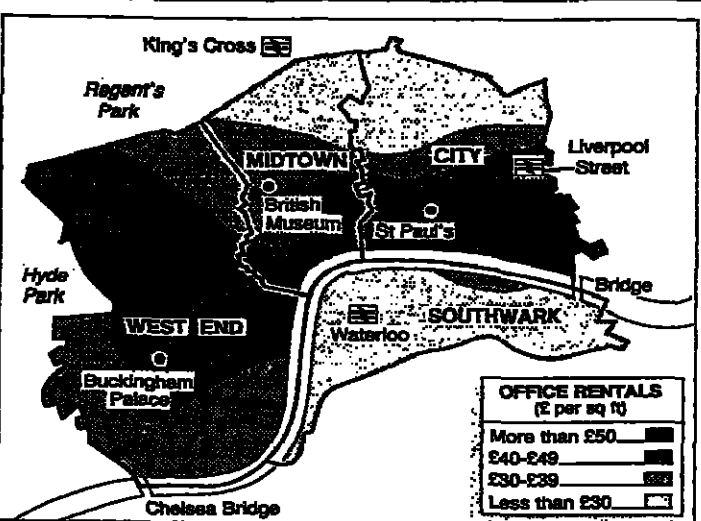 King's Cross
Regent's
Park
MIDTOWN
CITY
Liverpool
Street
British
Museum
St Paul's
Hyde
Park
Bridge
WEST END
Waterloo
SOUTHWARK
Buckingham
Palace
Chelsea Bridge
OFFICE RENTALS
(£ per sq ft)
More than £50
£40-£49
£30-£39
Less than £30